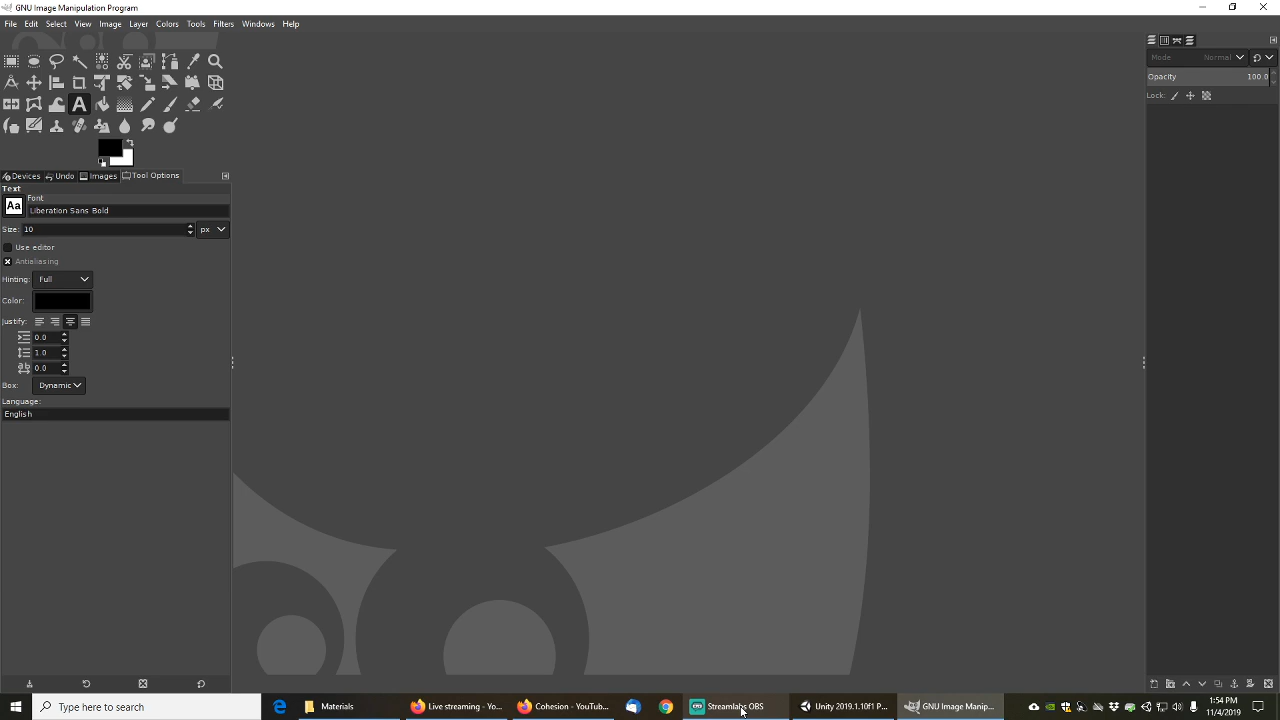 GNU Image Manipulation Program
File Edit Select View Image Layer Colors Tools Filters Windows Help
Devices Undo Images Tool Options
Text
Aa Font
Liberation Sans Bold
Size: 10 px
Use editor
Antialiasing
Hinting: Full
Color:
Justify:
0.0
1.0
0.0
Box: Dynamic
Language:
English
Mode Normal
Opacity 100.0
Lock:
Type here to search
Materials
Live streaming - Yo...
Cohesion - YouTub...
Streamlabs OBS
Unity 2019.1.10f1 P...
GNU Image Manip...
1:54 PM
11/4/2019